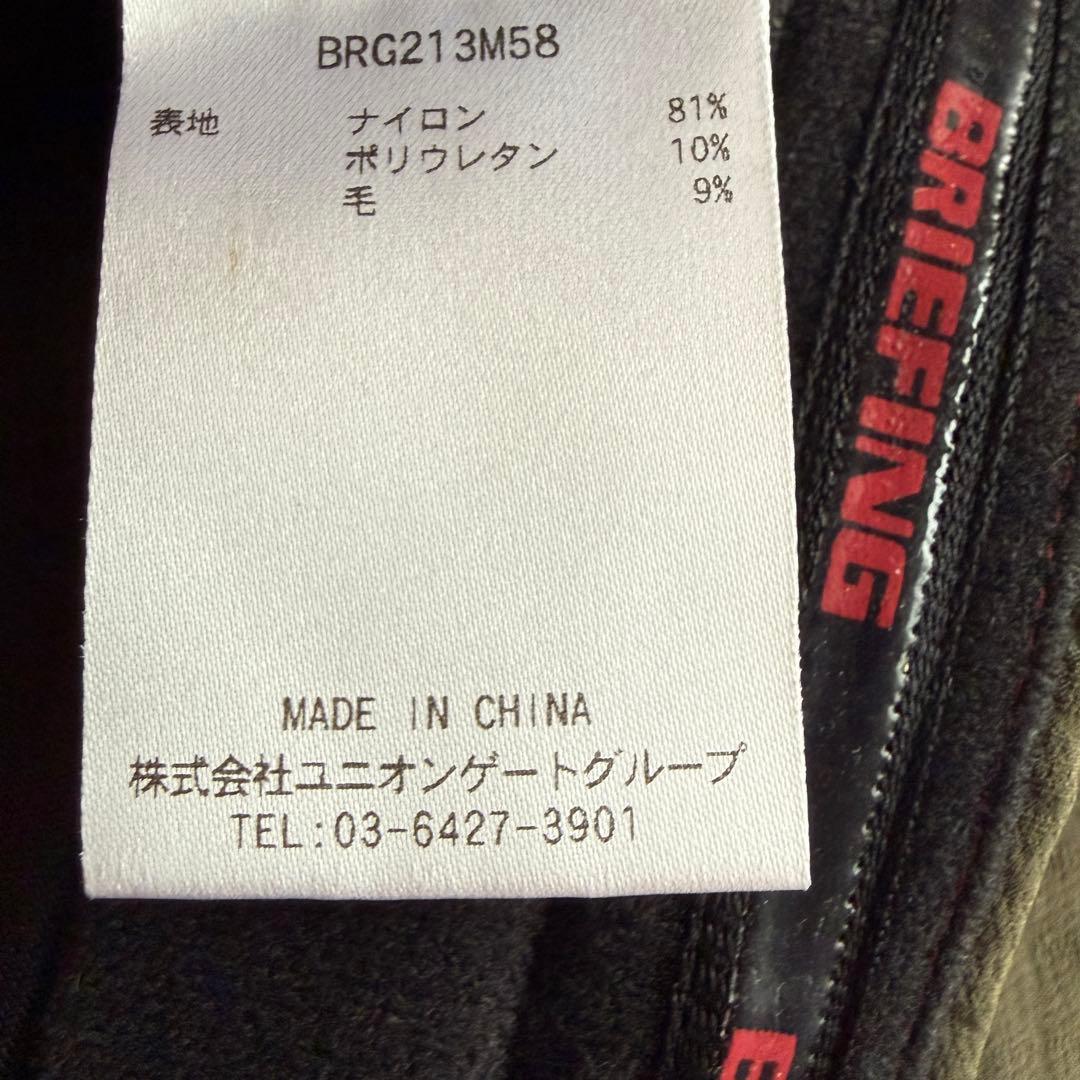 BRG213M58
表地 ナイロン 81%
ポリウレタン 10%
毛 9%
MADE IN CHINA
株式会社ユニオンゲートグループ
TEL:03-6427-3901
BRIEFING